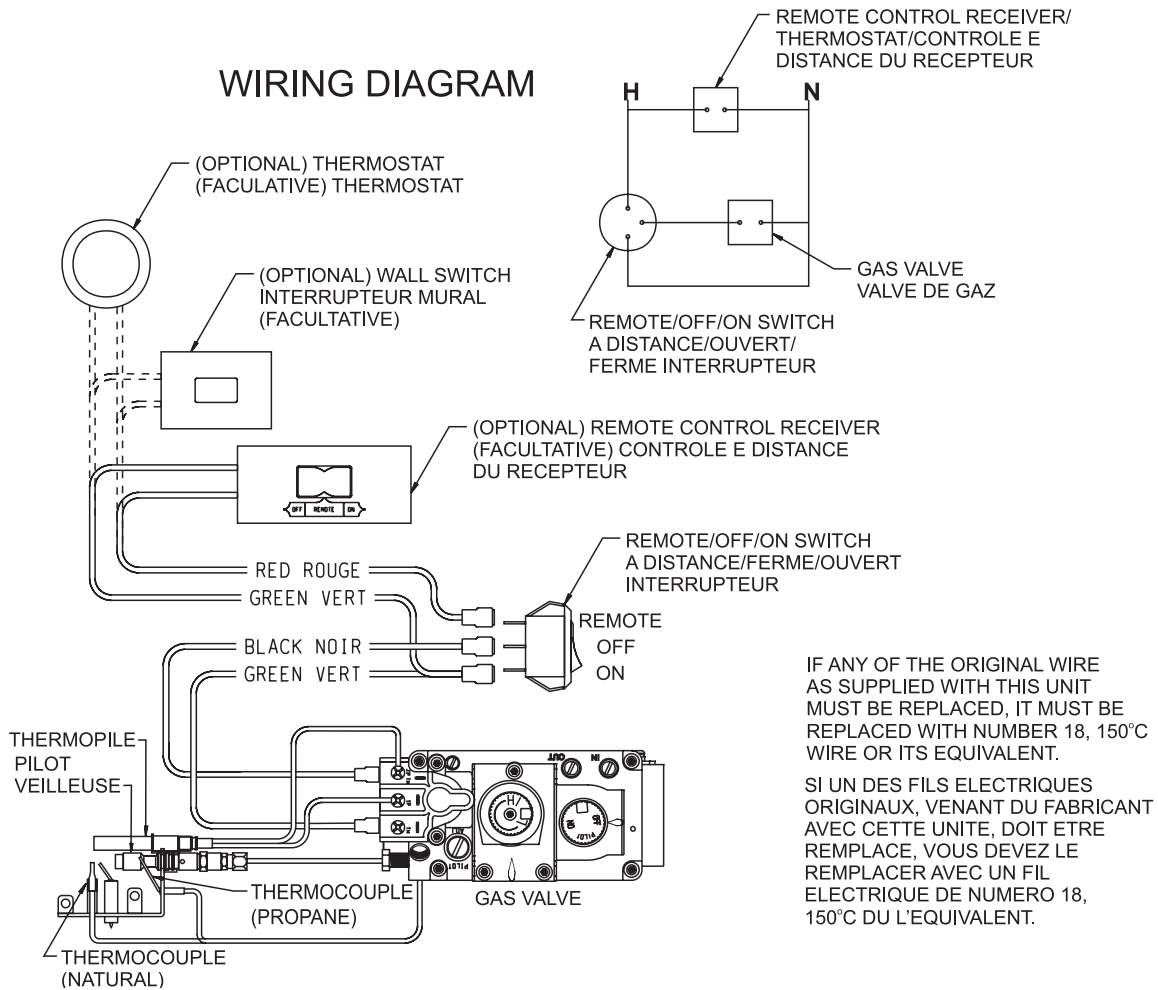 WIRING DIAGRAM
REMOTE CONTROL RECEIVER/
THERMOSTAT/CONTROLE E
DISTANCE DU RECEPTEUR
H
N
(OPTIONAL) THERMOSTAT
(FACULATIVE) THERMOSTAT
(OPTIONAL) WALL SWITCH
INTERRUPTEUR MURAL
(FACULTATIVE)
GAS VALVE
VALVE DE GAZ
REMOTE/OFF/ON SWITCH
A DISTANCE/OUVERT/
FERME INTERRUPTEUR
(OPTIONAL) REMOTE CONTROL RECEIVER
(FACULTATIVE) CONTROLE E DISTANCE
DU RECEPTEUR
OFF REMOTE ON
REMOTE/OFF/ON SWITCH
A DISTANCE/FERME/OUVERT
INTERRUPTEUR
RED ROUGE
GREEN VERT
BLACK NOIR
GREEN VERT
REMOTE
OFF
ON
IF ANY OF THE ORIGINAL WIRE
AS SUPPLIED WITH THIS UNIT
MUST BE REPLACED, IT MUST BE
REPLACED WITH NUMBER 18, 150°C
WIRE OR ITS EQUIVALENT.
SI UN DES FILS ELECTRIQUES
ORIGINAUX, VENANT DU FABRICANT
AVEC CETTE UNITE, DOIT ETRE
REMPLACE, VOUS DEVEZ LE
REMPLACER AVEC UN FIL
ELECTRIQUE DE NUMERO 18,
150°C DU L'EQUIVALENT.
THERMOPILE
PILOT
VEILLEUSE
OUT
IN
HI
PILOT
ADJ
OFF
PILOT
ON
THERMOCOUPLE
(PROPANE)
GAS VALVE
THERMOCOUPLE
(NATURAL)